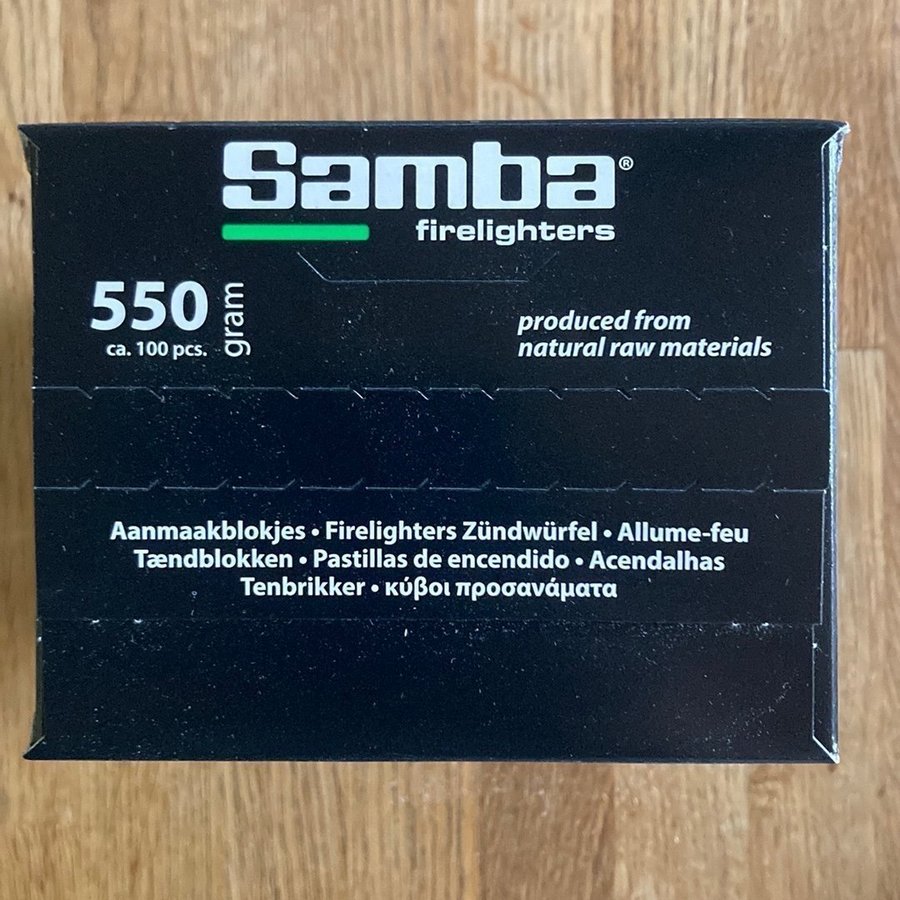 Samba®
firelighters
550 gram
ca. 100 pcs.
produced from
natural raw materials
Aanmaakblokjes • Firelighters Zündwürfel • Allume-feu
Tændblokken • Pastillas de encendido • Acendalhas
Tenbrikker • κύβοι προσανάματα